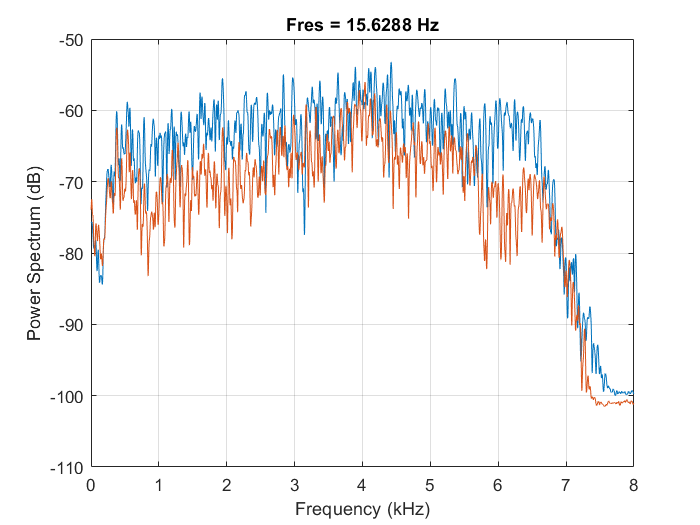 Fres = 15.6288 Hz
-50
-60
-70
-80
-90
-100
-110
Power Spectrum (dB)
0 1 2 3 4 5 6 7 8
Frequency (kHz)